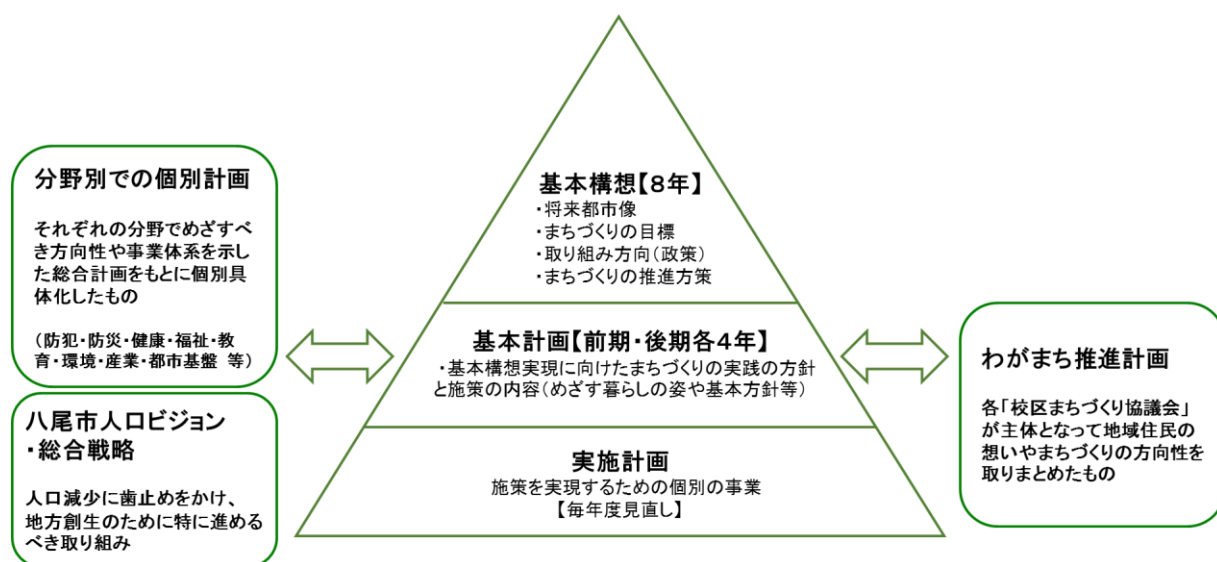 分野別での個別計画
それぞれの分野でめざすべ
き方向性や事業体系を示し
た総合計画をもとに個別具
体化したもの
（防犯・防災・健康・福祉・教
育・環境・産業・都市基盤 等）
八尾市人口ビジョン
・総合戦略
人口減少に歯止めをかけ、
地方創生のために特に進める
べき取り組み
基本構想【８年】
・将来都市像
・まちづくりの目標
・取り組み方向（政策）
・まちづくりの推進方策
基本計画【前期・後期各４年】
・基本構想実現に向けたまちづくりの実践の方針
と施策の内容（めざす暮らしの姿や基本方針等）
実施計画
施策を実現するための個別の事業
【毎年度見直し】
わがまち推進計画
各「校区まちづくり協議会」
が主体となって地域住民の
想いやまちづくりの方向性を
取りまとめたもの